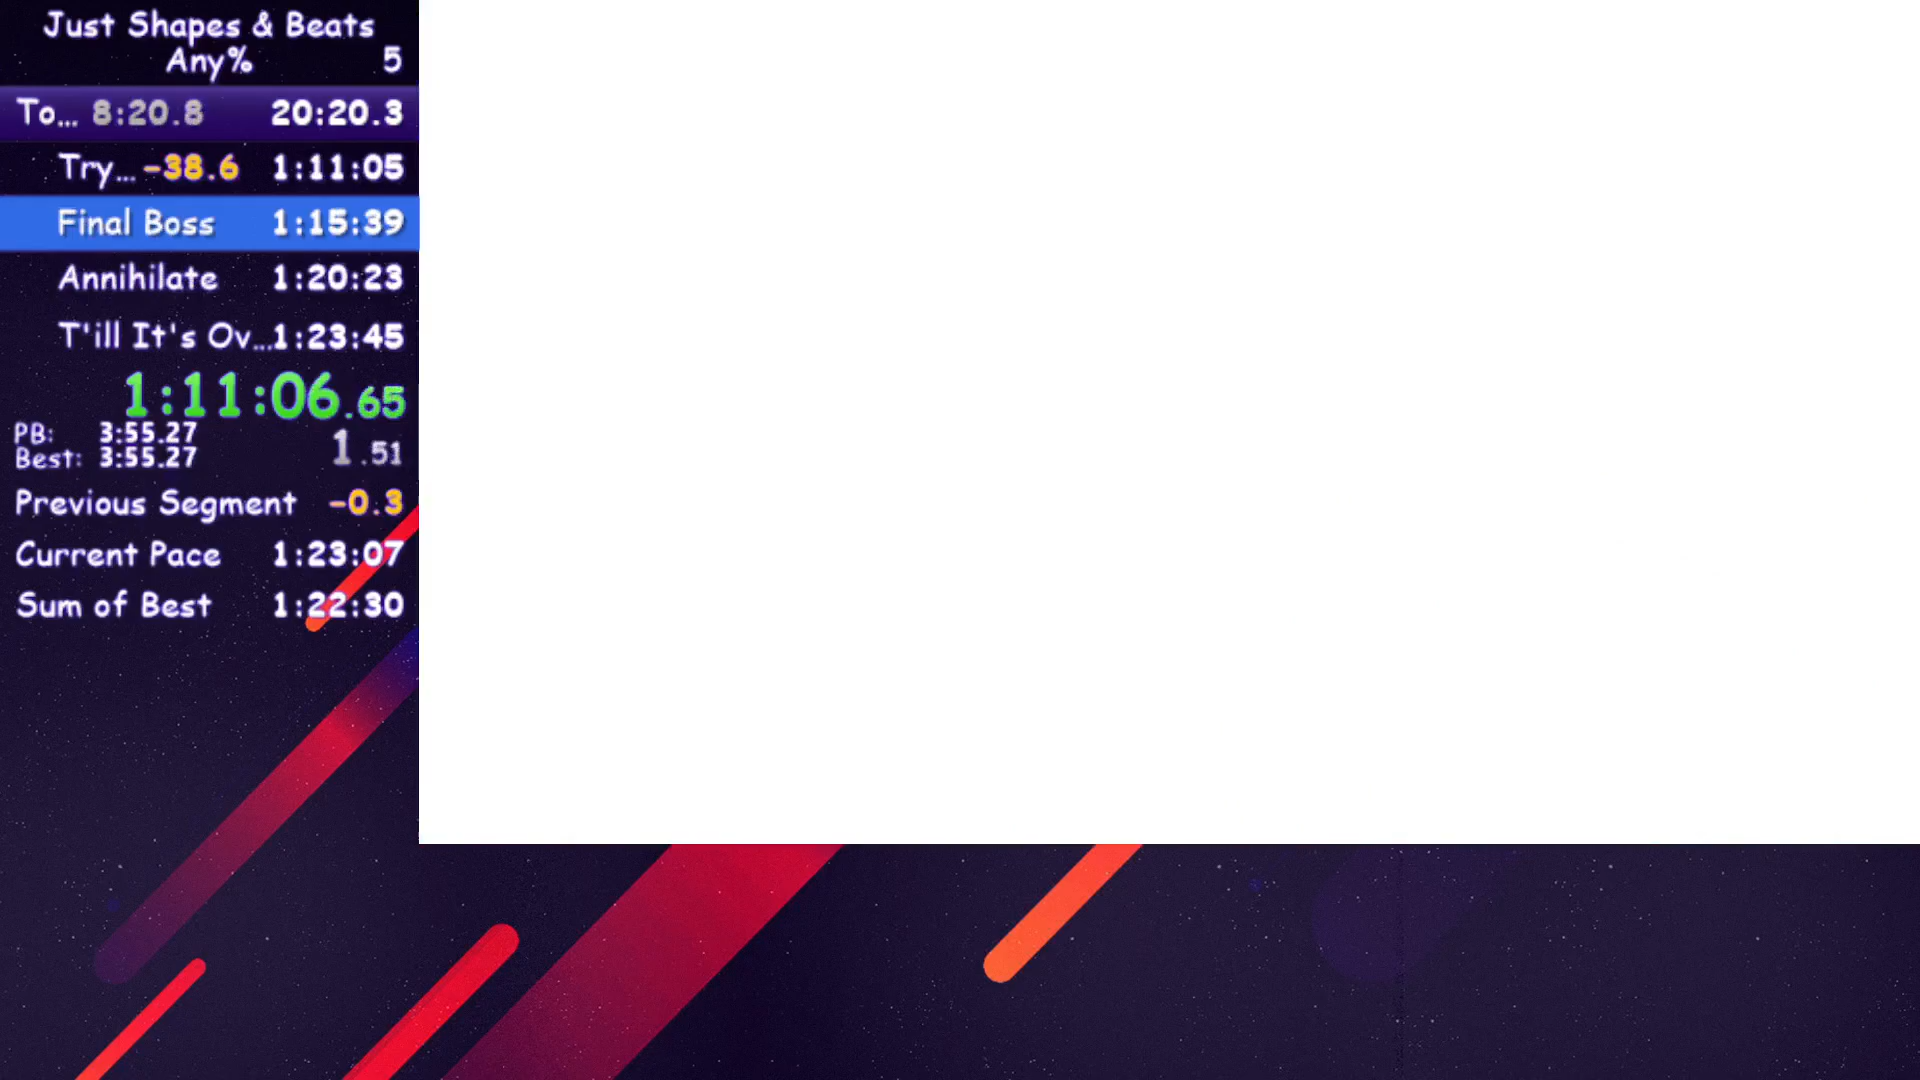 Just Shapes & Beats
Any% 5
To... 8:20.8 20:20.3
Try... -38.6 1:11:05
Final Boss 1:15:39
Annihilate 1:20:23
T'ill It's Ov... 1:23:45
1:11:06.65
PB: 3:55.27
Best: 3:55.27
1.51
Previous Segment -0.3
Current Pace 1:23:07
Sum of Best 1:22:30